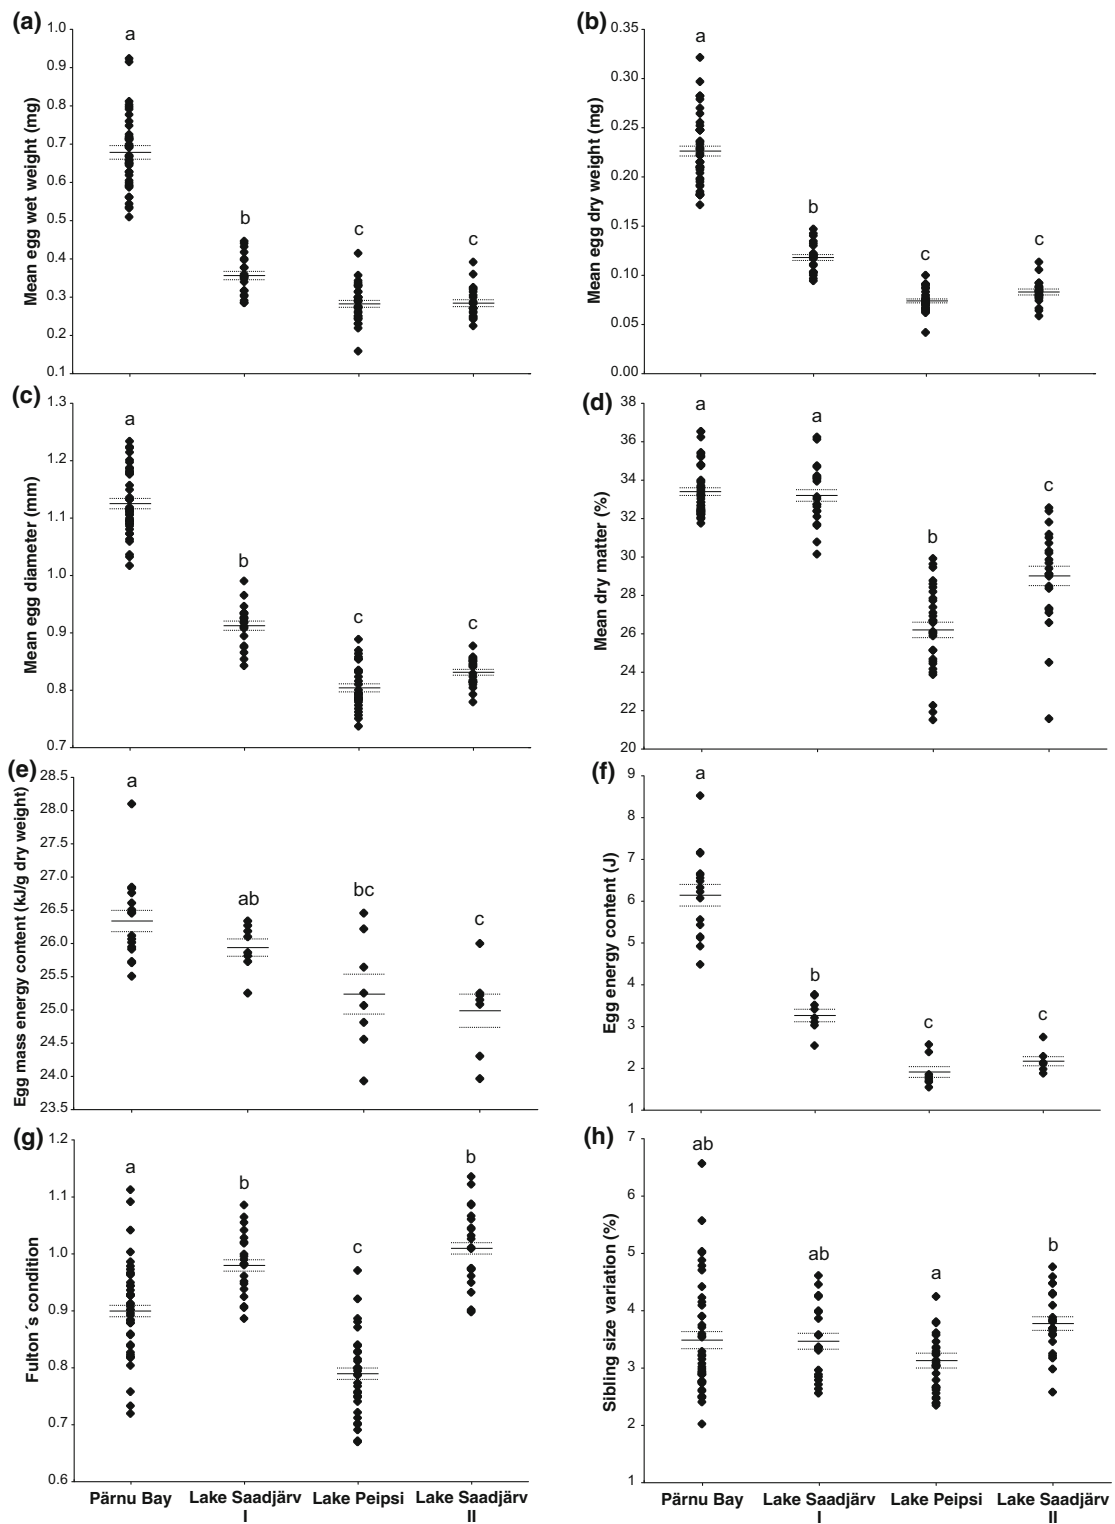 (a)
Mean egg wet weight (mg)
1.0
0.9
0.8
0.7
0.6
0.5
0.4
0.3
0.2
0.1
a
b
c
c
(b)
Mean egg dry weight (mg)
0.35
0.30
0.25
0.20
0.15
0.10
0.05
0.00
a
b
c
c
(c)
Mean egg diameter (mm)
1.3
1.2
1.1
1.0
0.9
0.8
0.7
a
b
c
c
(d)
Mean dry matter (%)
38
36
34
32
30
28
26
24
22
20
a
a
b
c
(e)
Egg mass energy content (kJ/g dry weight)
28.5
28.0
27.5
27.0
26.5
26.0
25.5
25.0
24.5
24.0
23.5
a
ab
bc
c
(f)
Egg energy content (J)
9
8
7
6
5
4
3
2
1
a
b
c
c
(g)
Fulton´s condition
1.2
1.1
1.0
0.9
0.8
0.7
0.6
a
b
c
b
Pärnu Bay
Lake Saadjärv
I
Lake Peipsi
Lake Saadjärv
II
(h)
Sibling size variation (%)
7
6
5
4
3
2
1
ab
ab
a
b
Pärnu Bay
Lake Saadjärv
I
Lake Peipsi
Lake Saadjärv
II